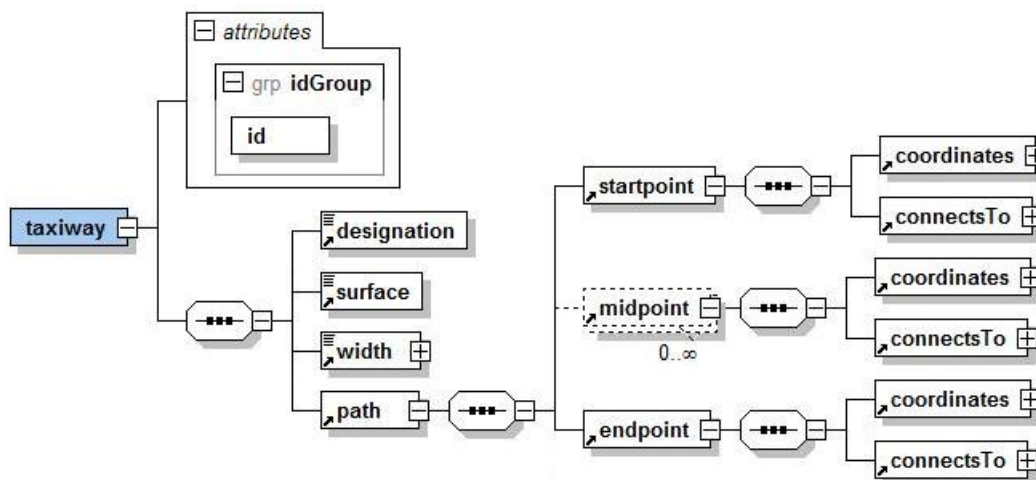 attributes
grp idGroup
id
taxiway
designation
surface
width
path
startpoint
coordinates
connectsTo
midpoint
0..∞
coordinates
connectsTo
endpoint
coordinates
connectsTo